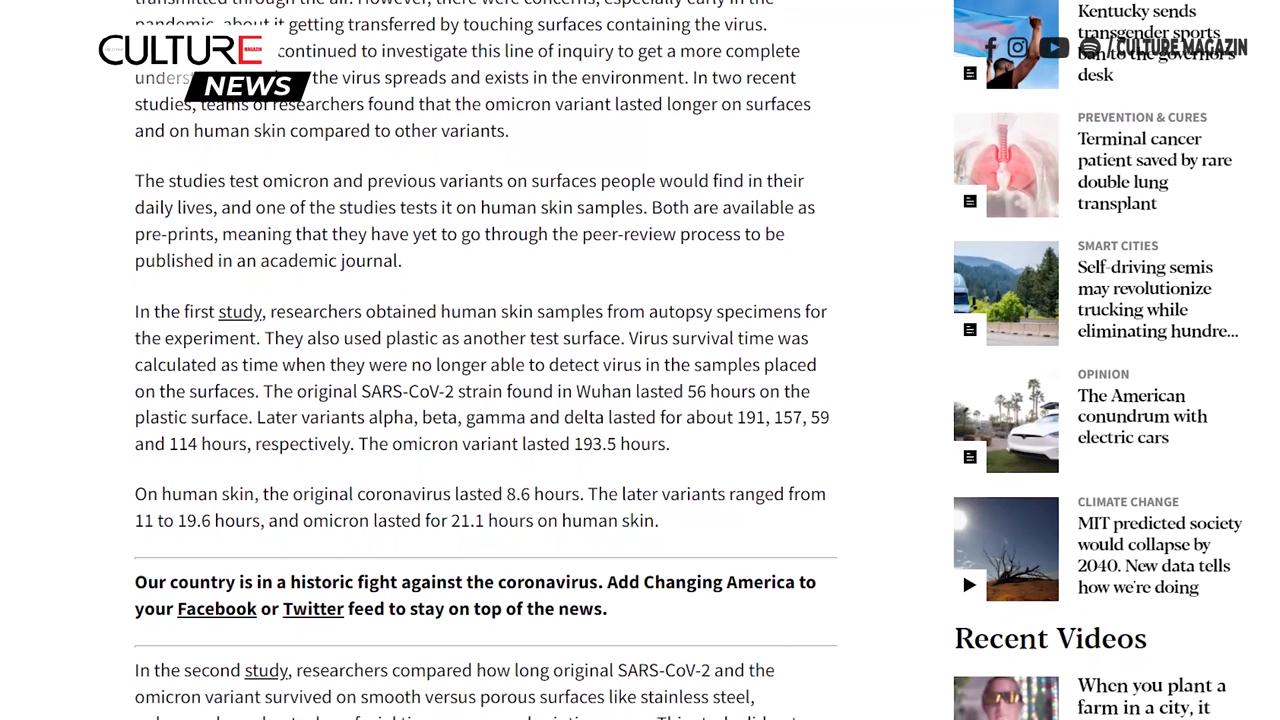 transmitted through the air. However, there were concerns, especially early in the
pandemic, about it getting transferred by touching surfaces containing the virus.
continued to investigate this line of inquiry to get a more complete
the virus spreads and exists in the environment. In two recent
studies, teams of researchers found that the omicron variant lasted longer on surfaces
and on human skin compared to other variants.
CULTURE
MAGAZIN
NEWS
The studies test omicron and previous variants on surfaces people would find in their
daily lives, and one of the studies tests it on human skin samples. Both are available as
pre-prints, meaning that they have yet to go through the peer-review process to be
published in an academic journal.
In the first study, researchers obtained human skin samples from autopsy specimens for
the experiment. They also used plastic as another test surface. Virus survival time was
calculated as time when they were no longer able to detect virus in the samples placed
on the surfaces. The original SARS-CoV-2 strain found in Wuhan lasted 56 hours on the
plastic surface. Later variants alpha, beta, gamma and delta lasted for about 191, 157, 59
and 114 hours, respectively. The omicron variant lasted 193.5 hours.
On human skin, the original coronavirus lasted 8.6 hours. The later variants ranged from
11 to 19.6 hours, and omicron lasted for 21.1 hours on human skin.
Our country is in a historic fight against the coronavirus. Add Changing America to
your Facebook or Twitter feed to stay on top of the news.
In the second study, researchers compared how long original SARS-CoV-2 and the
omicron variant survived on smooth versus porous surfaces like stainless steel,
Kentucky sends
transgender sports
ban to the governor's
desk
/ CULTURE MAGAZIN
PREVENTION & CURES
Terminal cancer
patient saved by rare
double lung
transplant
SMART CITIES
Self-driving semis
may revolutionize
trucking while
eliminating hundre...
OPINION
The American
conundrum with
electric cars
CLIMATE CHANGE
MIT predicted society
would collapse by
2040. New data tells
how we're doing
Recent Videos
When you plant a
farm in a city, it